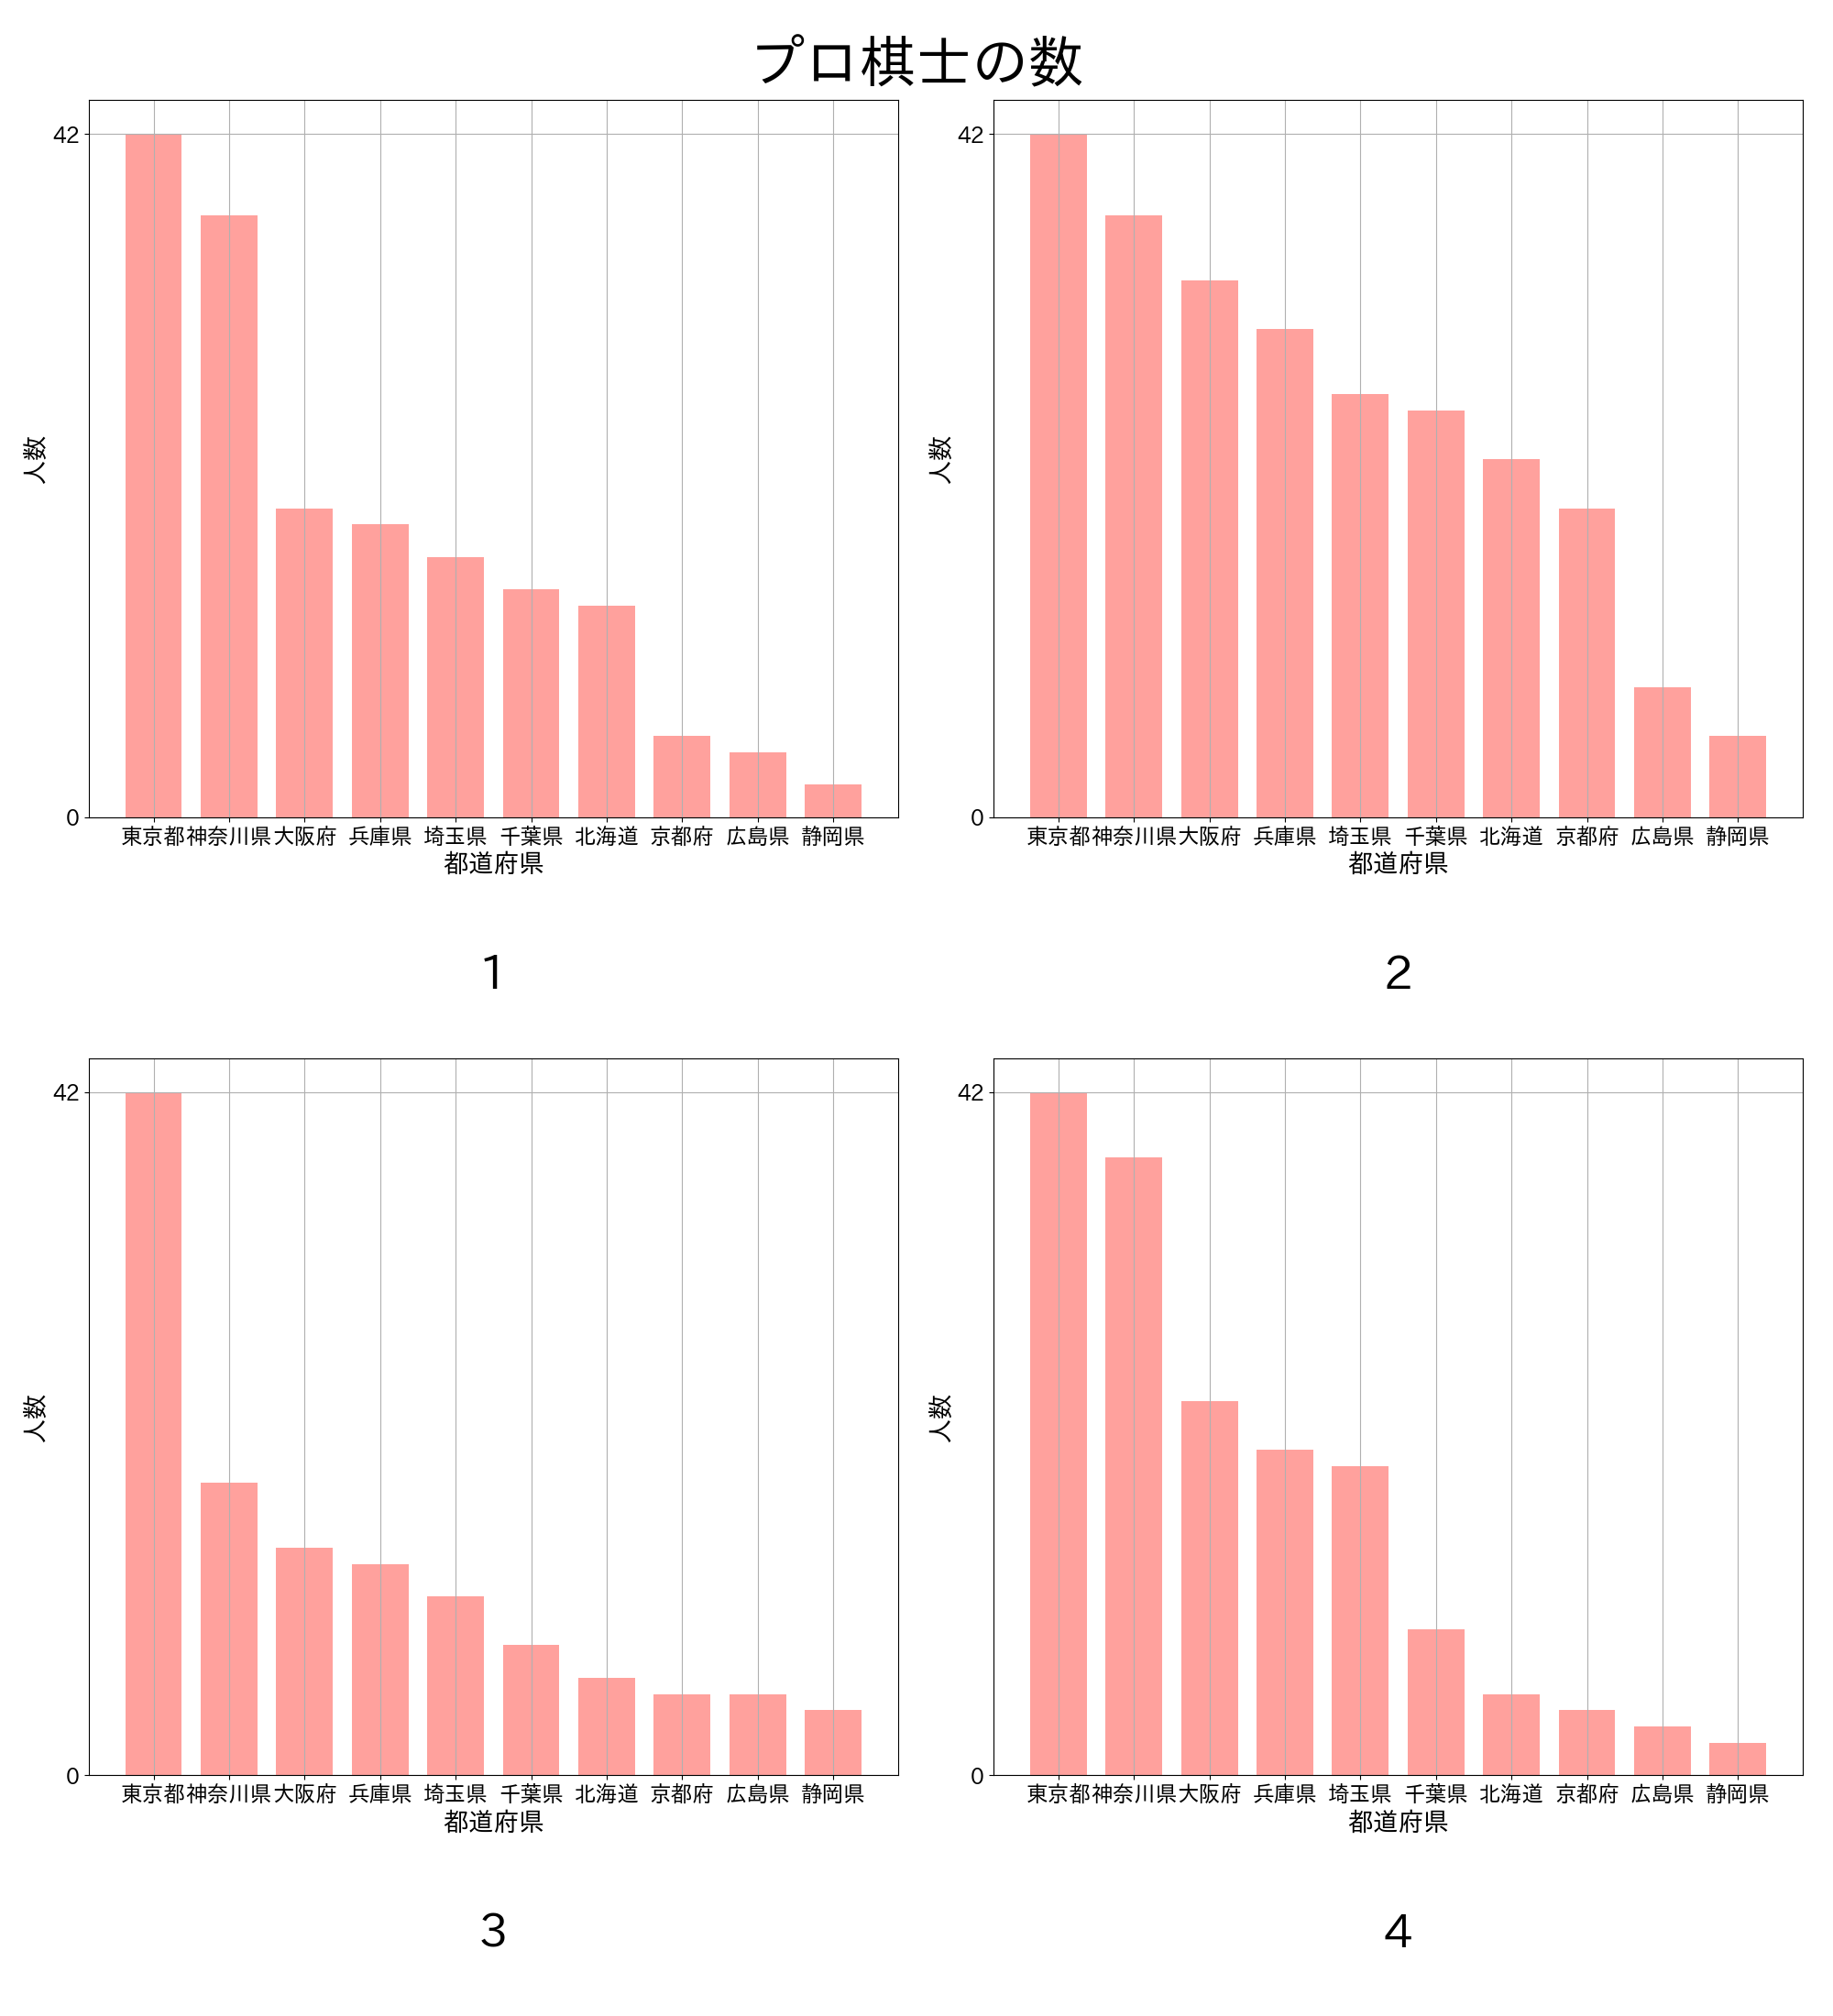 プロ棋士の数
42
0
人数
東京都 神奈川県 大阪府 兵庫県 埼玉県 千葉県 北海道 京都府 広島県 静岡県
都道府県
1
42
0
人数
東京都 神奈川県 大阪府 兵庫県 埼玉県 千葉県 北海道 京都府 広島県 静岡県
都道府県
2
42
0
人数
東京都 神奈川県 大阪府 兵庫県 埼玉県 千葉県 北海道 京都府 広島県 静岡県
都道府県
3
42
0
人数
東京都 神奈川県 大阪府 兵庫県 埼玉県 千葉県 北海道 京都府 広島県 静岡県
都道府県
4